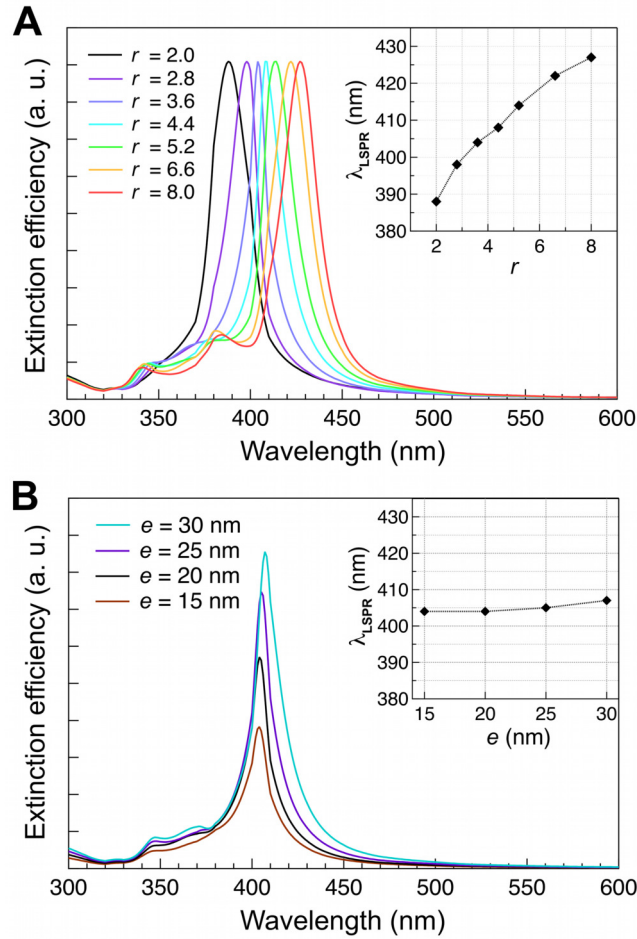 A
Extinction efficiency (a. u.)
r = 2.0
r = 2.8
r = 3.6
r = 4.4
r = 5.2
r = 6.6
r = 8.0
λLSPR (nm)
430
420
410
400
390
380
2 4 6 8
r
300 350 400 450 500 550 600
Wavelength (nm)
B
Extinction efficiency (a. u.)
e = 30 nm
e = 25 nm
e = 20 nm
e = 15 nm
λLSPR (nm)
430
420
410
400
390
380
15 20 25 30
e (nm)
300 350 400 450 500 550 600
Wavelength (nm)